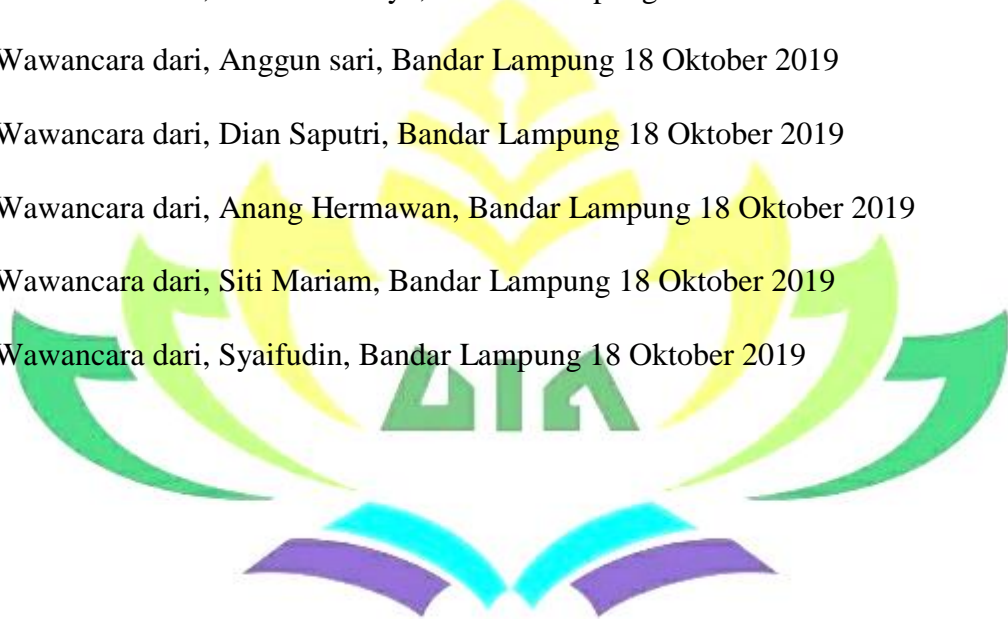 Wawancara dari, Anggun sari, Bandar Lampung 18 Oktober 2019
Wawancara dari, Dian Saputri, Bandar Lampung 18 Oktober 2019
Wawancara dari, Anang Hermawan, Bandar Lampung 18 Oktober 2019
Wawancara dari, Siti Mariam, Bandar Lampung 18 Oktober 2019
Wawancara dari, Syaifudin, Bandar Lampung 18 Oktober 2019